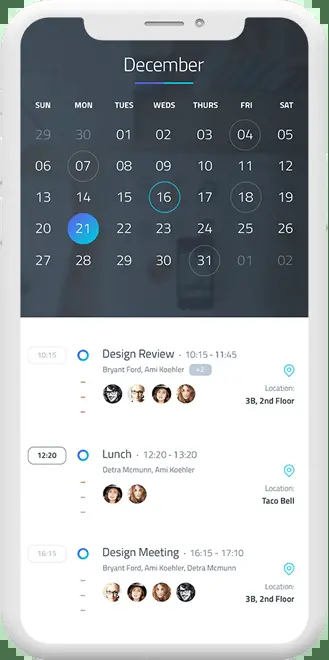 December
SUN MON TUES WEDS THURS FRI SAT
29 30 01 02 03 04 05
06 07 08 09 10 11 12
13 14 15 16 17 18 19
20 21 22 23 24 25 26
27 28 29 30 31 01 02
10:15 Design Review · 10:15 - 11:45
Bryant Ford, Ami Koehler +2
Location:
3B, 2nd Floor
12:20 Lunch · 12:20 - 13:20
Detra Mcmunn, Ami Koehler
Location:
Taco Bell
16:15 Design Meeting · 16:15 - 17:10
Bryant Ford, Ami Koehler, Detra Mcmunn
Location:
3B, 2nd Floor